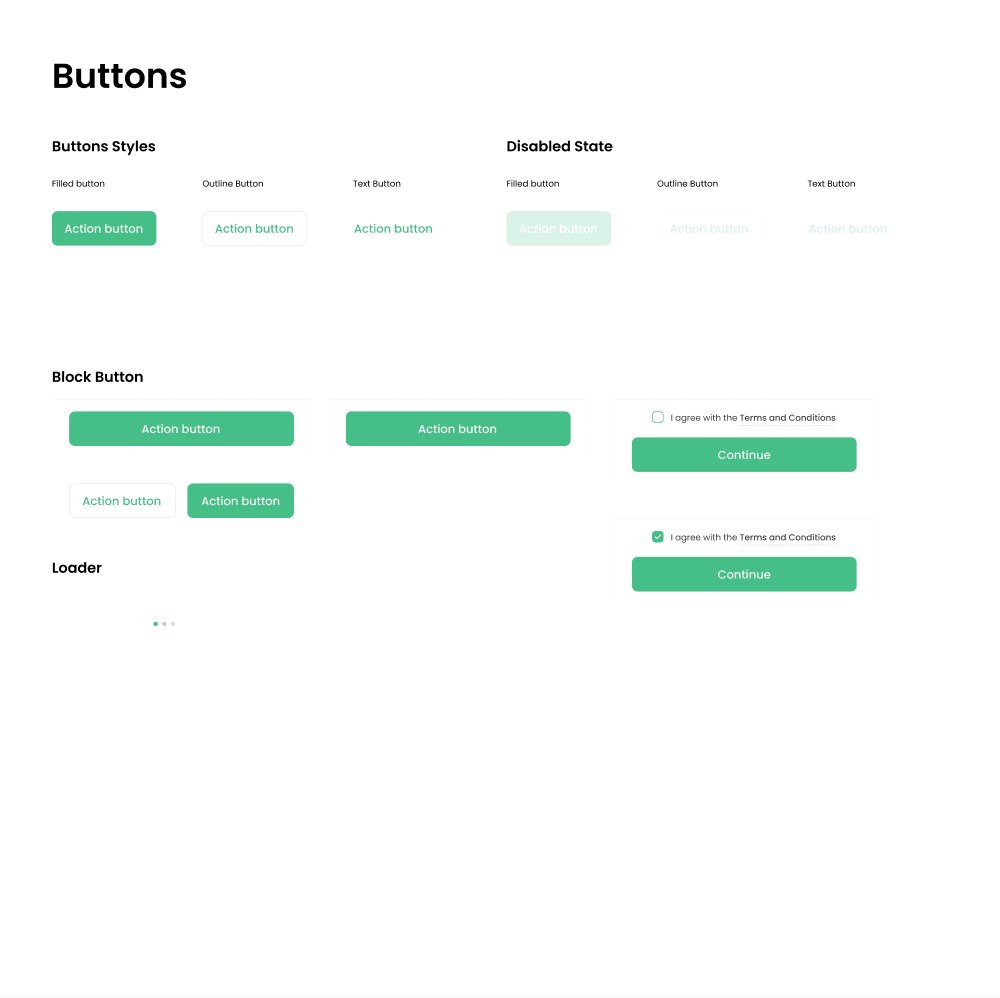 Buttons
Buttons Styles
Disabled State
Filled button
Outline Button
Text Button
Filled button
Outline Button
Text Button
Action button
Action button
Action button
Action button
Action button
Action button
Block Button
Action button
Action button
I agree with the Terms and Conditions
Continue
Action button
Action button
I agree with the Terms and Conditions
Continue
Loader